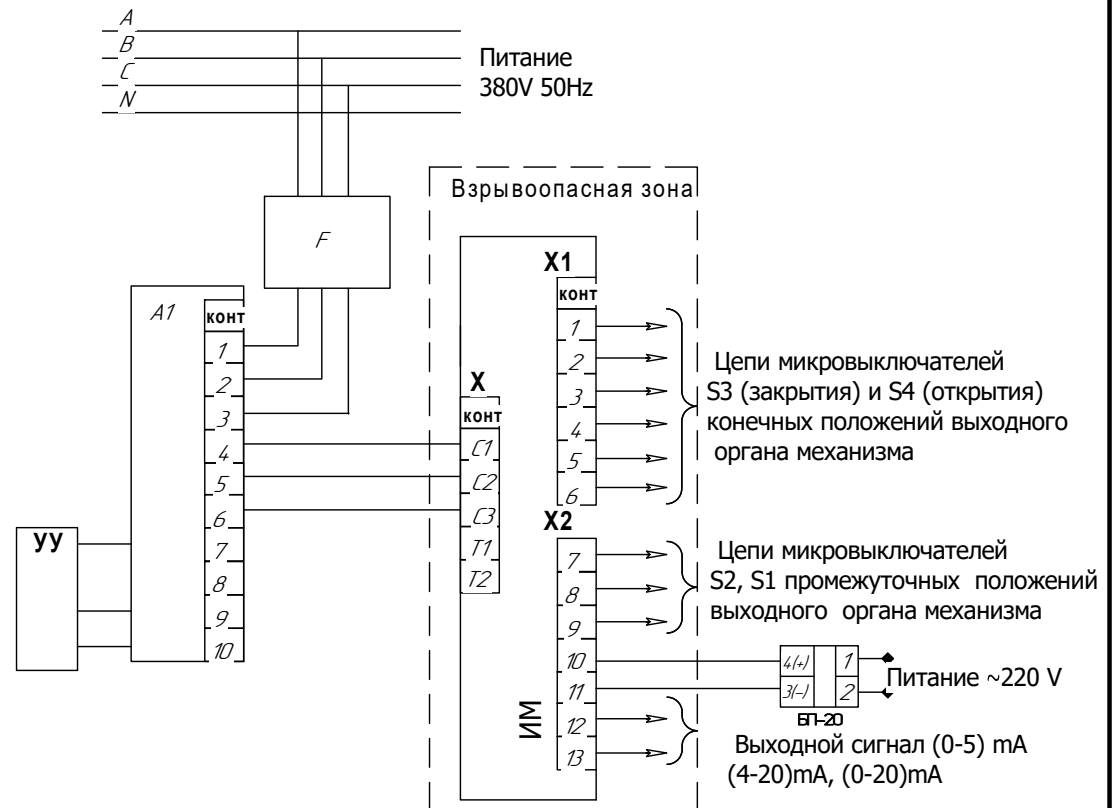 A
B
C
N
Питание
380V 50Hz
Взрывоопасная зона
F
A1
конт
1
2
3
4
5
6
7
8
9
10
УУ
X
конт
C1
C2
C3
T1
T2
X1
конт
1
2
3
4
5
6
Цепи микровыключателей
S3 (закрытия) и S4 (открытия)
конечных положений выходного
органа механизма
X2
7
8
9
10
11
12
13
ИМ
Цепи микровыключателей
S2, S1 промежуточных положений
выходного органа механизма
4(+) 1
3(–) 2
БП-20
Питание ~220 V
Выходной сигнал (0-5) mA
(4-20)mA, (0-20)mA